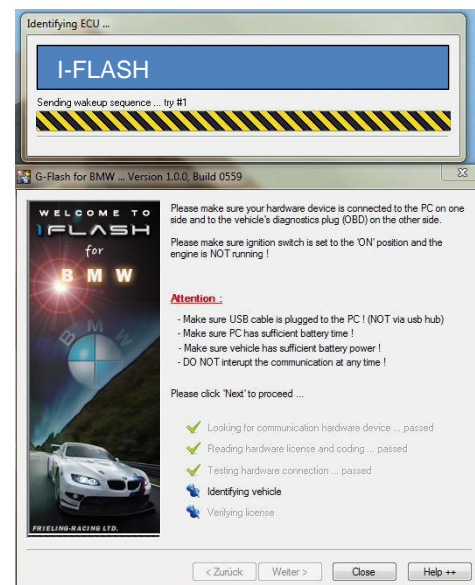 Identifying ECU ...
I-FLASH
Sending wakeup sequence ... try #1
G-Flash for BMW ... Version 1.0.0, Build 0559
WELCOME TO
IFLASH
for
BMW
BMW
FRIELING-RACING LTD.
Please make sure your hardware device is connected to the PC on one
side and to the vehicle's diagnostics plug (OBD) on the other side.
Please make sure ignition switch is set to the 'ON' position and the
engine is NOT running !
Attention :
- Make sure USB cable is plugged to the PC ! (NOT via usb hub)
- Make sure PC has sufficient battery time !
- Make sure vehicle has sufficient battery power !
- DO NOT interupt the communication at any time !
Please click 'Next' to proceed ...
Looking for communication hardware device ... passed
Reading hardware license and coding ... passed
Testing hardware connection ... passed
Identifying vehicle
Verifying license
< Zurück
Weiter >
Close
Help ++